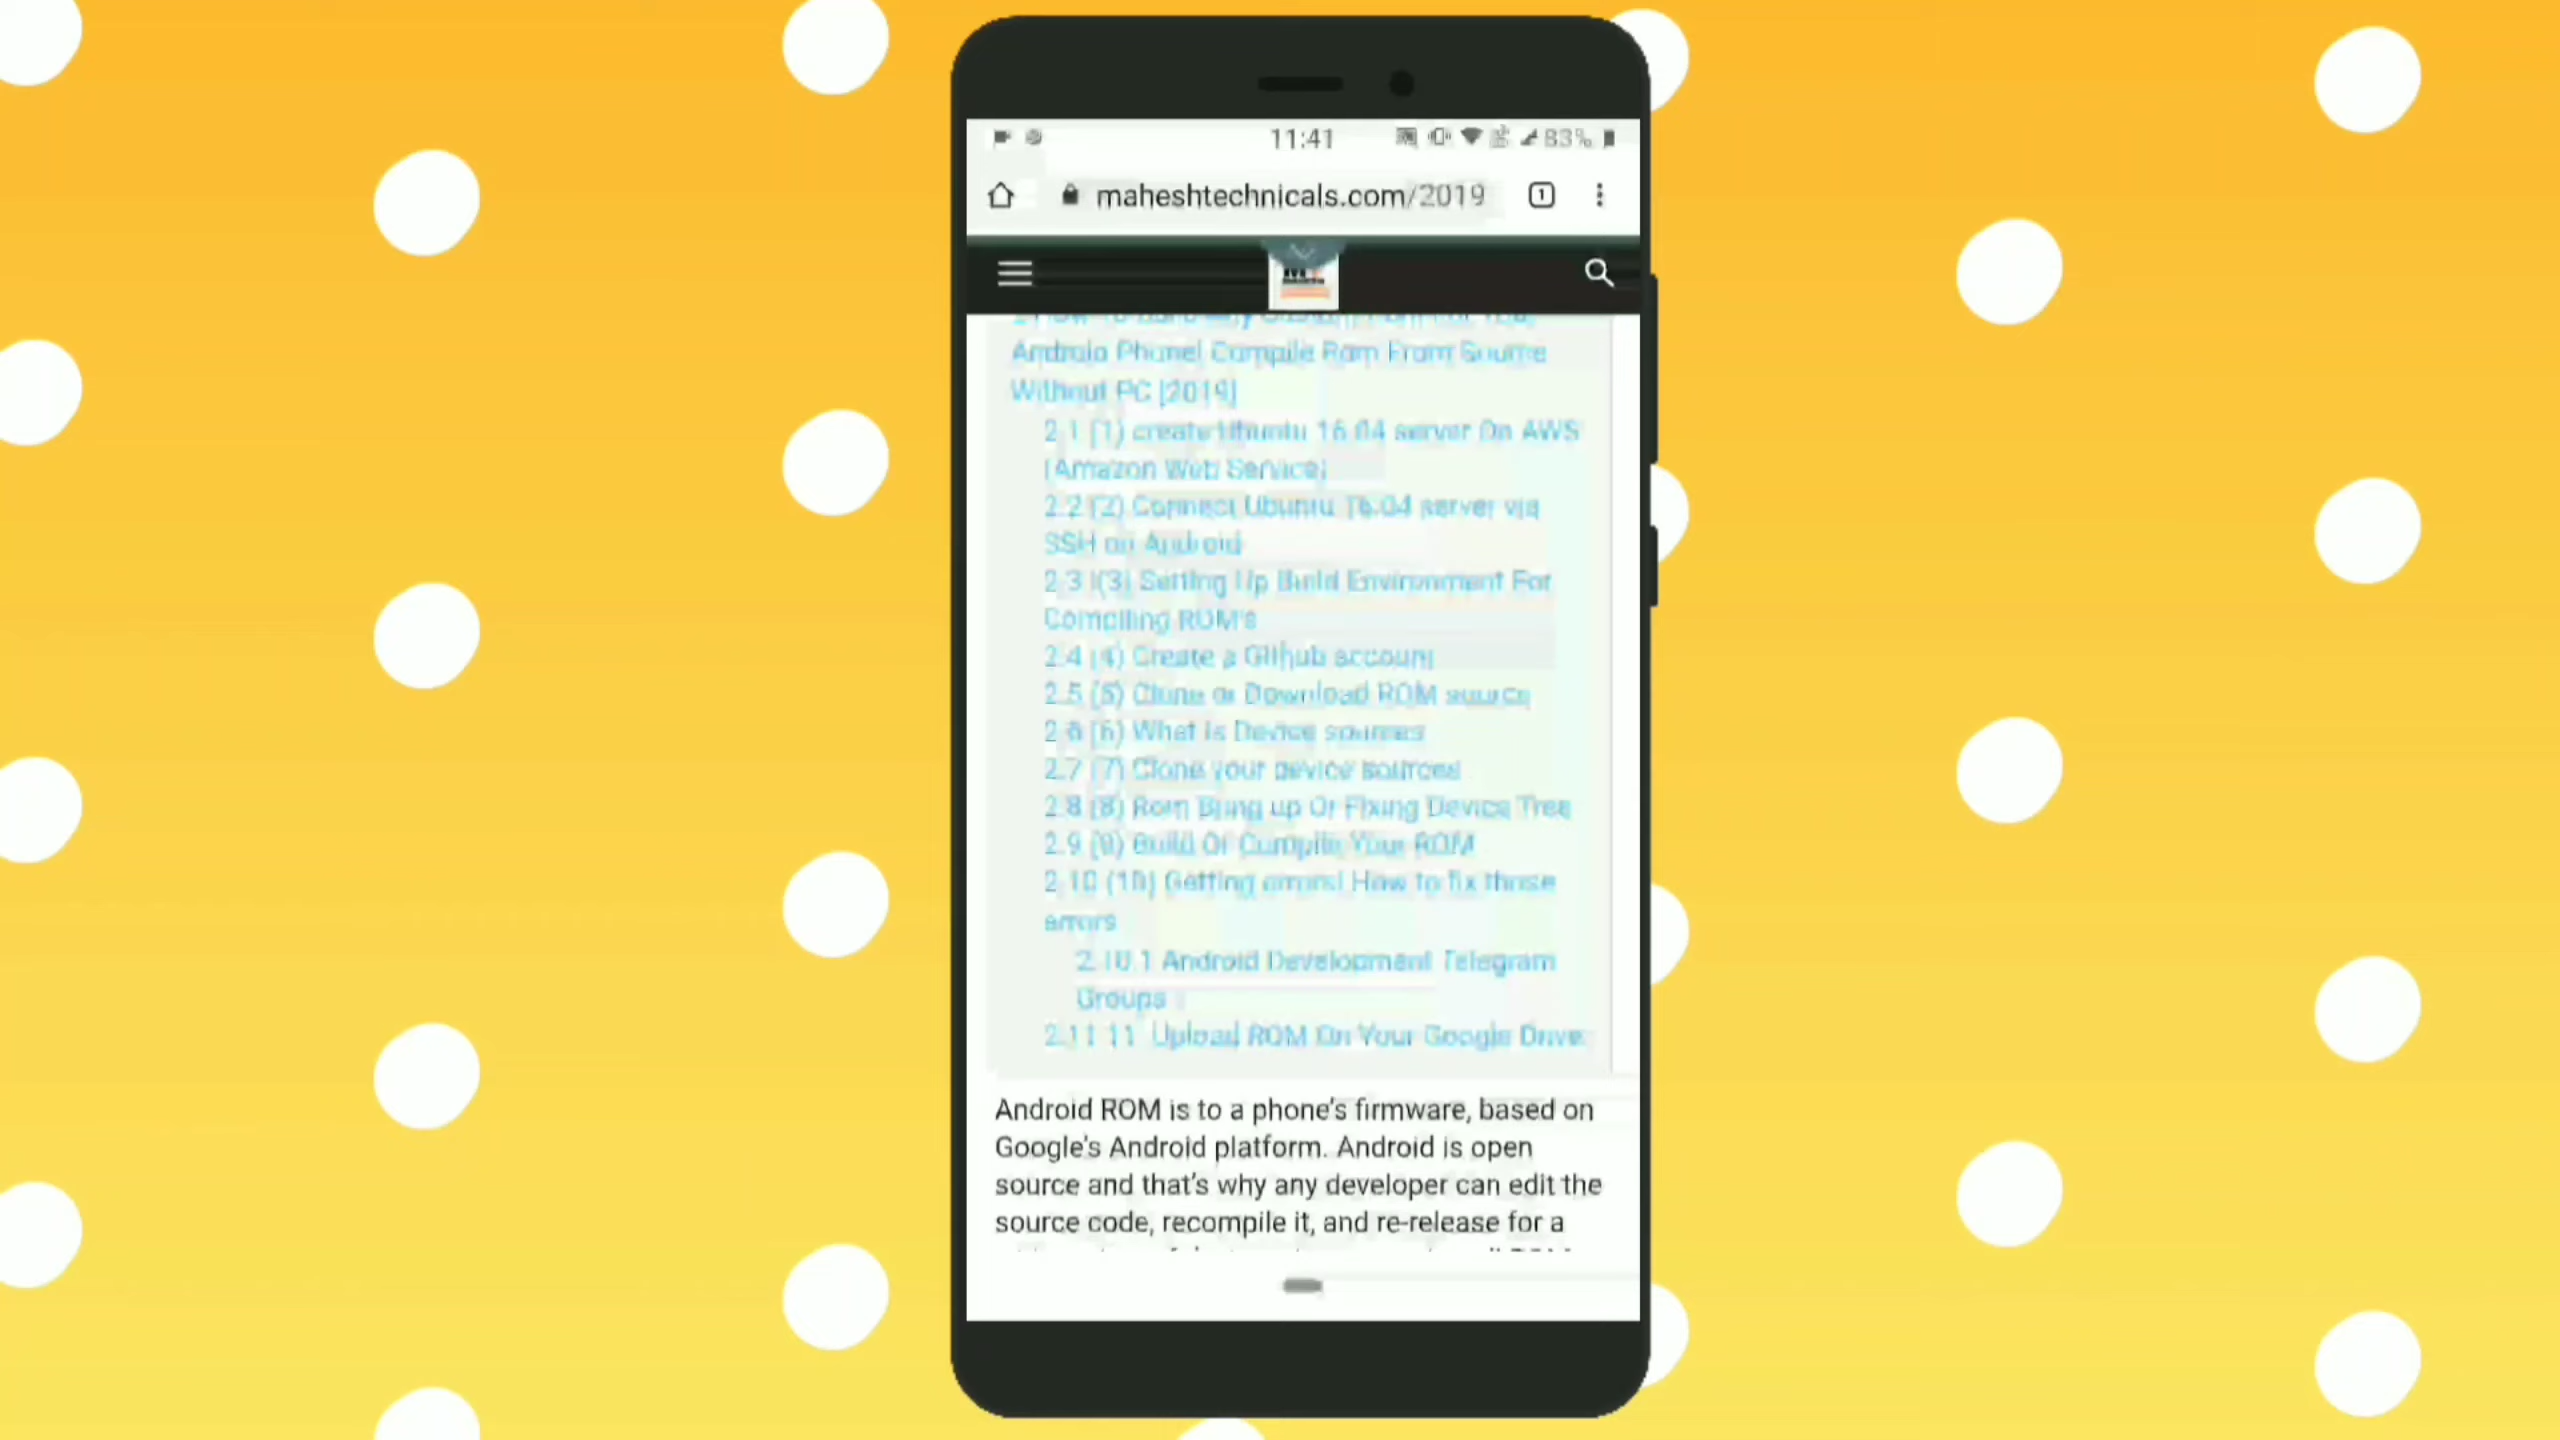 11:41
83%
maheshtechnicals.com/2019
1
Android Phone! Compile Rom From Source
Without PC [2019]
2.1 (1) create Ubuntu 16.04 server On AWS
(Amazon Web Service)
2.2 (2) Connect Ubuntu 16.04 server via
SSH on Android
2.3 (3) Setting Up Build Environment For
Compiling ROM's
2.4 (4) Create a Github account
2.5 (5) Clone or Download ROM source
2.6 (6) What is Device sources
2.7 (7) Clone your device sources
2.8 (8) Rom Bring up Or Fixing Device Tree
2.9 (9) Build Or Compile Your ROM
2.10 (10) Getting errors! How to fix those
errors
2.10.1 Android Development Telegram
Groups
2.11 11. Upload ROM On Your Google Drive
Android ROM is to a phone's firmware, based on
Google's Android platform. Android is open
source and that's why any developer can edit the
source code, recompile it, and re-release for a